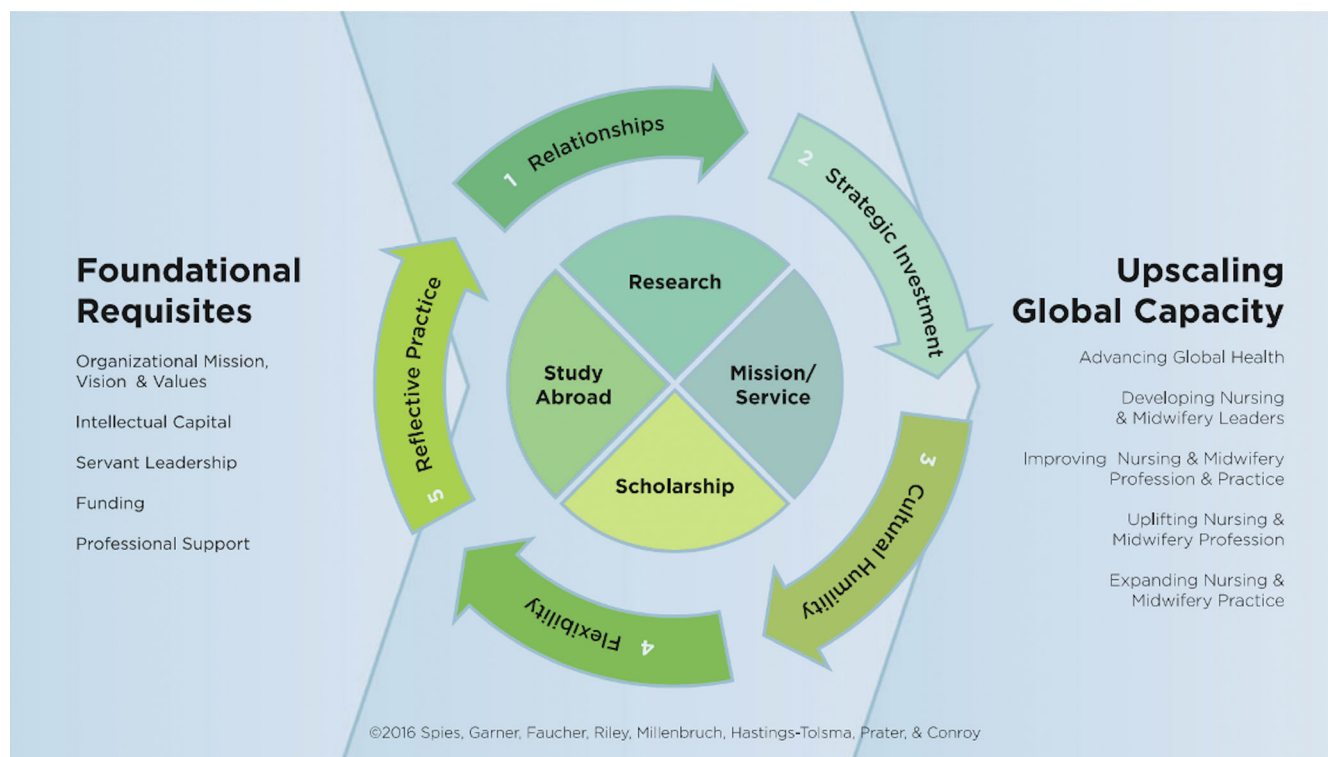 Foundational
Requisites
Organizational Mission,
Vision & Values
Intellectual Capital
Servant Leadership
Funding
Professional Support
1 Relationships
2 Strategic Investment
3 Cultural Humility
4 Flexibility
5 Reflective Practice
Research
Mission/
Service
Scholarship
Study
Abroad
Upscaling
Global Capacity
Advancing Global Health
Developing Nursing
& Midwifery Leaders
Improving Nursing & Midwifery
Profession & Practice
Uplifting Nursing &
Midwifery Profession
Expanding Nursing &
Midwifery Practice
©2016 Spies, Garner, Faucher, Riley, Millenbruch, Hastings-Tolsma, Prater, & Conroy